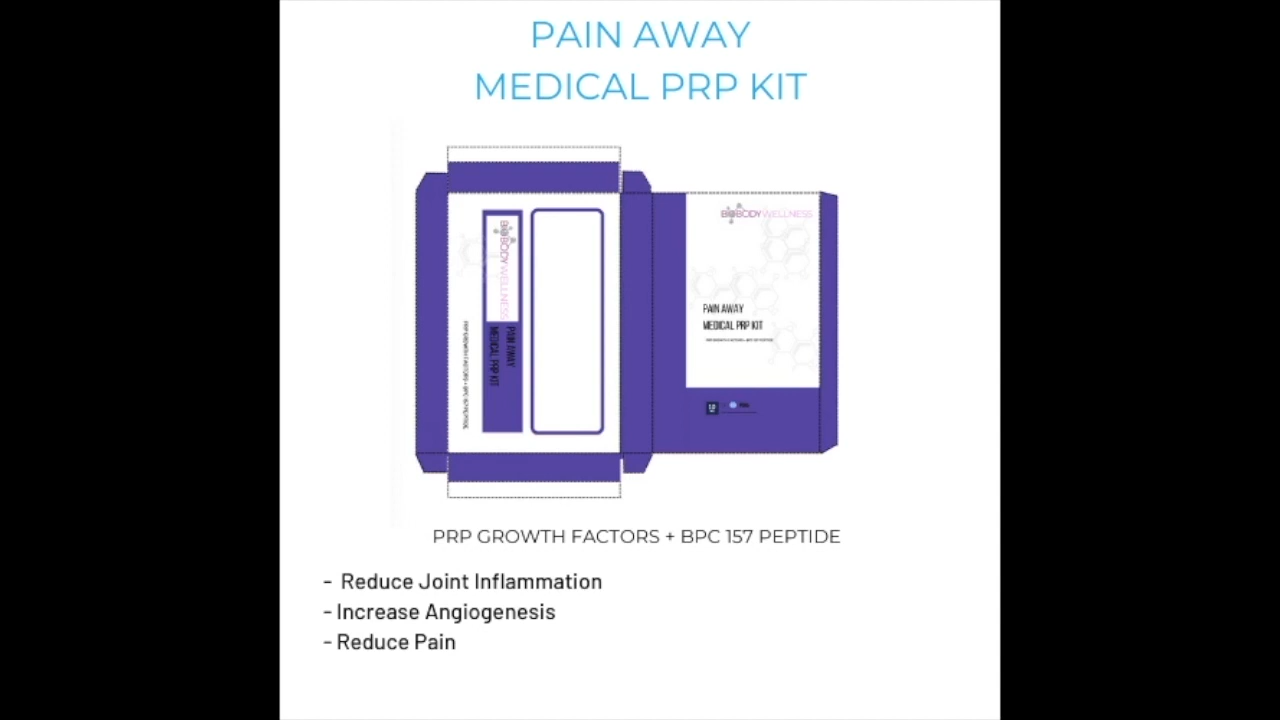 PAIN AWAY
MEDICAL PRP KIT
BIOBODY WELLNESS
PAIN AWAY
MEDICAL PRP KIT
BIOBODY WELLNESS
PAIN AWAY
MEDICAL PRP KIT
PRP GROWTH FACTORS + BPC 157 PEPTIDE
- Reduce Joint Inflammation
- Increase Angiogenesis
- Reduce Pain